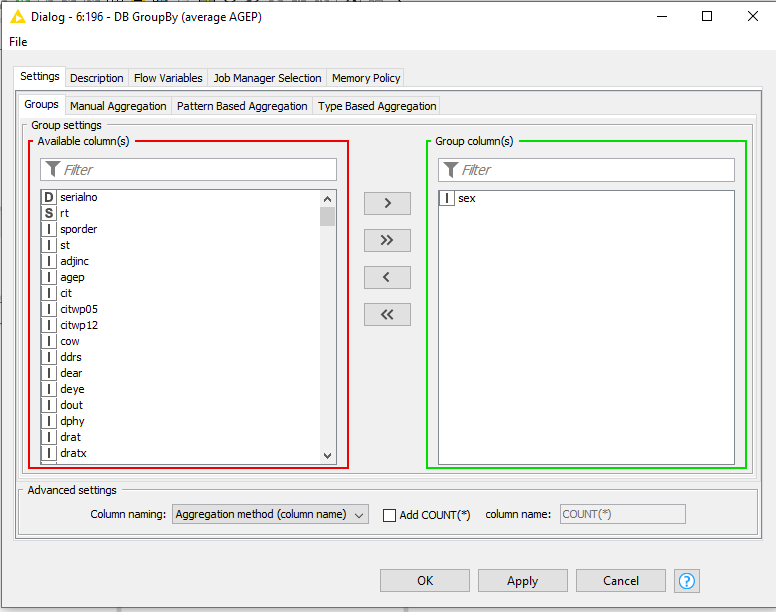 Dialog - 6:196 - DB GroupBy (average AGEP)
File
Settings Description Flow Variables Job Manager Selection Memory Policy
Groups Manual Aggregation Pattern Based Aggregation Type Based Aggregation
Group settings
Available column(s)
Filter
D serialno
S rt
I sporder
I st
I adjinc
I agep
I cit
I citwp05
I citwp12
I cow
I ddrs
I dear
I deye
I dout
I dphy
I drat
I dratx
>
>>
<
<<
Group column(s)
Filter
I sex
Advanced settings
Column naming: Aggregation method (column name) Add COUNT(*) column name: COUNT(*)
OK Apply Cancel ?